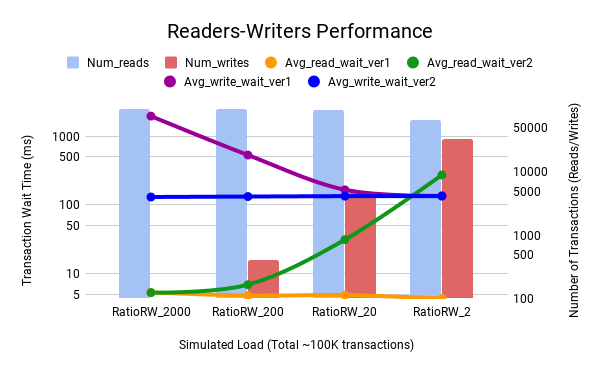 Readers-Writers Performance
Num_reads Num_writes Avg_read_wait_ver1 Avg_read_wait_ver2
Avg_write_wait_ver1 Avg_write_wait_ver2
Transaction Wait Time (ms)
1000
500
100
50
10
5
50000
10000
5000
1000
500
100
Number of Transactions (Reads/Writes)
RatioRW_2000 RatioRW_200 RatioRW_20 RatioRW_2
Simulated Load (Total ~100K transactions)